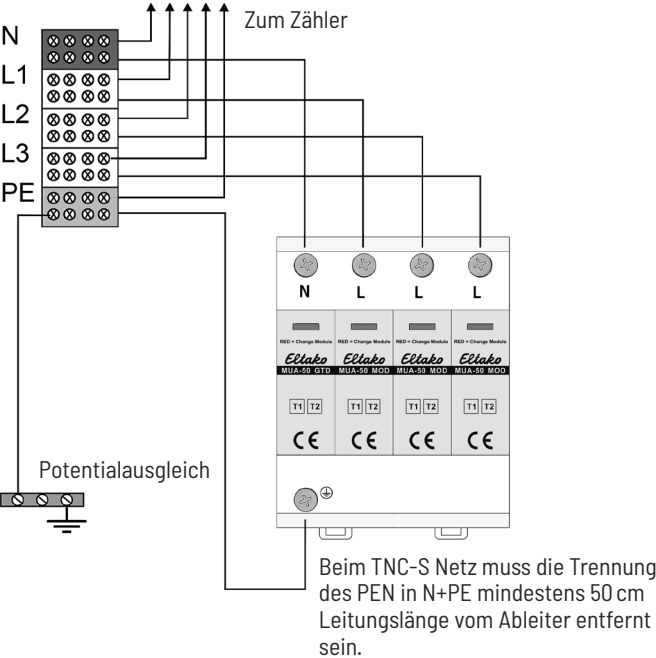 Zum Zähler
N
L1
L2
L3
PE
N L L L
RED = Change Module RED = Change Module RED = Change Module RED = Change Module
Eltako Eltako Eltako Eltako
MUA-50 GTD MUA-50 MOD MUA-50 MOD MUA-50 MOD
T1 T2 T1 T2 T1 T2 T1 T2
CE CE CE CE
Potentialausgleich
Beim TNC-S Netz muss die Trennung
des PEN in N+PE mindestens 50 cm
Leitungslänge vom Ableiter entfernt
sein.